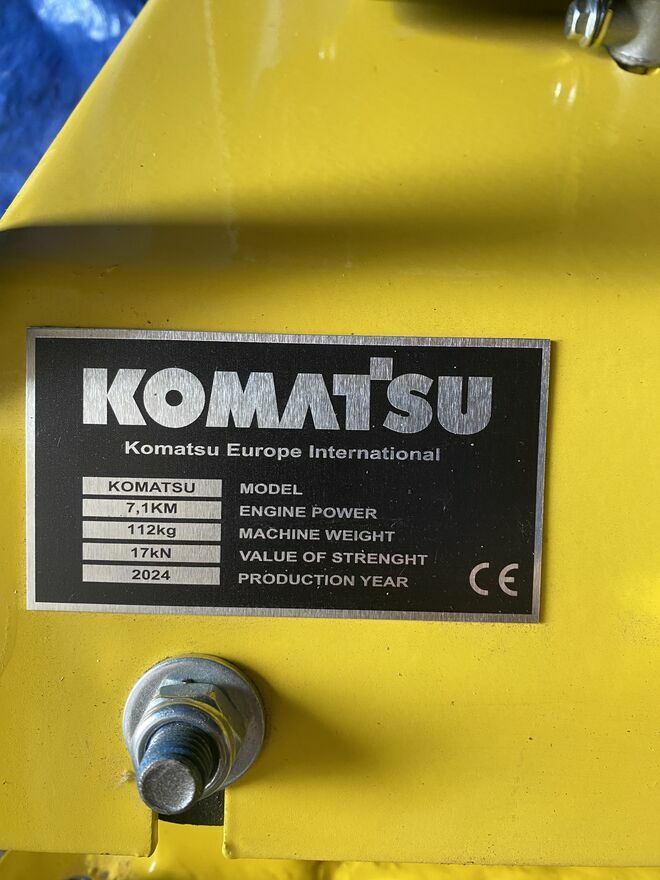 KOMATSU
Komatsu Europe International
KOMATSU MODEL
7,1KM ENGINE POWER
112kg MACHINE WEIGHT
17kN VALUE OF STRENGHT
2024 PRODUCTION YEAR
CE